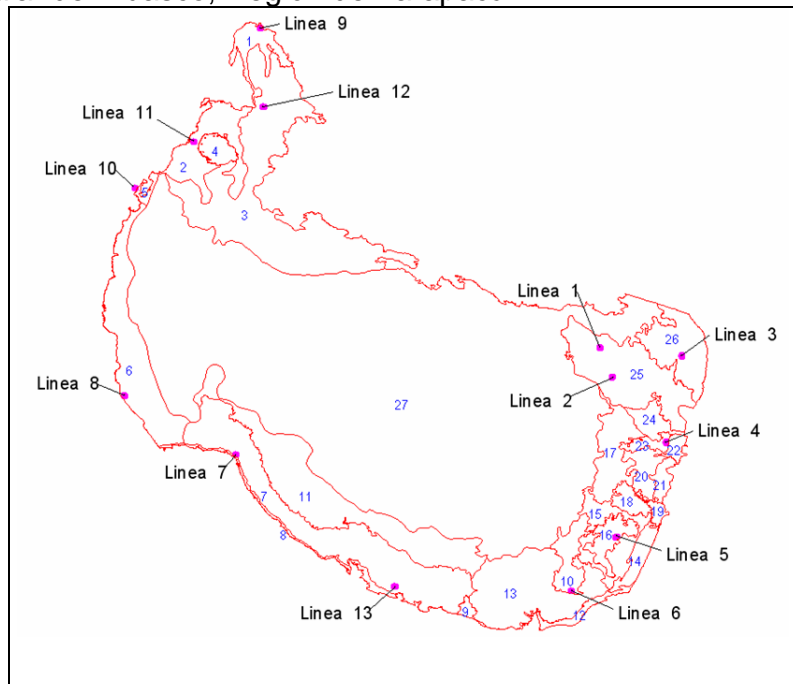 Linea 9
1
Linea 12
Linea 11
4
2
Linea 10
5
3
Linea 1
26
Linea 3
6
25
Linea 8
Linea 2
27
24
Linea 4
17
23
22
Linea 7
20
21
7
11
18
15
19
16
8
Linea 5
14
10
13
Linea 13
9
12
Linea 6